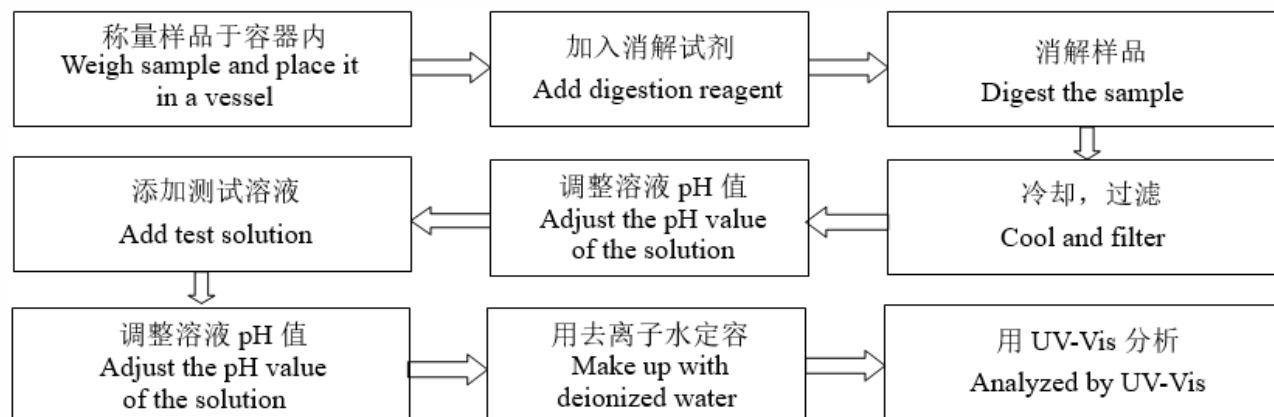 称量样品于容器内
Weigh sample and place it
in a vessel
加入消解试剂
Add digestion reagent
消解样品
Digest the sample
冷却，过滤
Cool and filter
调整溶液 pH 值
Adjust the pH value
of the solution
添加测试溶液
Add test solution
调整溶液 pH 值
Adjust the pH value
of the solution
用去离子水定容
Make up with
deionized water
用 UV-Vis 分析
Analyzed by UV-Vis